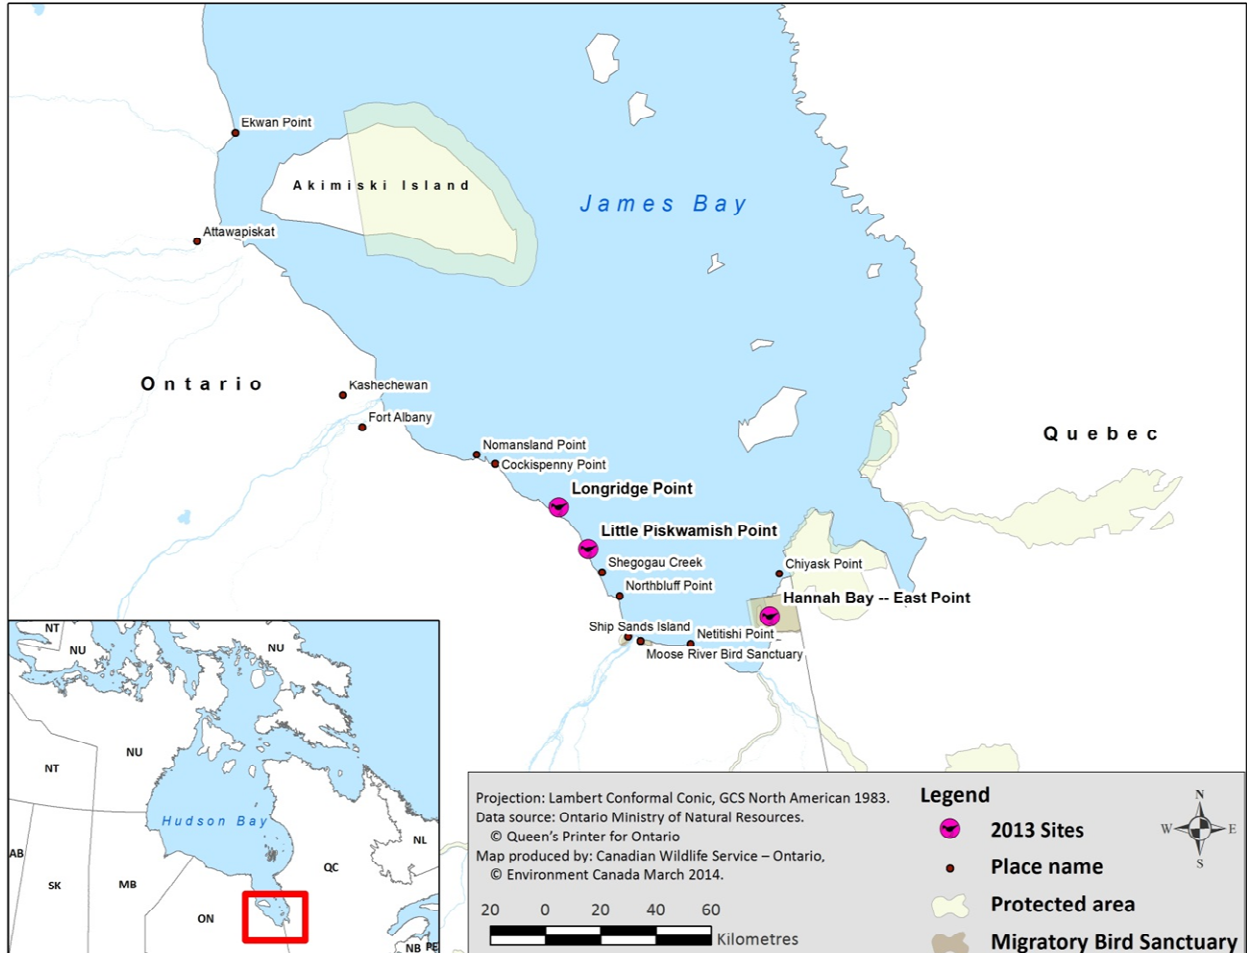 Ekwan Point
Akimiski Island
James Bay
Attawapiskat
Ontario
Kashechewan
Fort Albany
Quebec
Nomansland Point
Cockispenny Point
Longridge Point
Little Piskwamish Point
Shegogau Creek
Chiyask Point
Northbluff Point
Hannah Bay -- East Point
Ship Sands Island
Netitishi Point
Moose River Bird Sanctuary
NT
NU
NU
NU
NT
Hudson Bay
AB
SK
MB
ON
QC
NL
NB
PE
Projection: Lambert Conformal Conic, GCS North American 1983.
Data source: Ontario Ministry of Natural Resources.
© Queen's Printer for Ontario
Map produced by: Canadian Wildlife Service – Ontario,
© Environment Canada March 2014.
20 0 20 40 60
Kilometres
Legend
2013 Sites
Place name
Protected area
Migratory Bird Sanctuary
N
W E
S